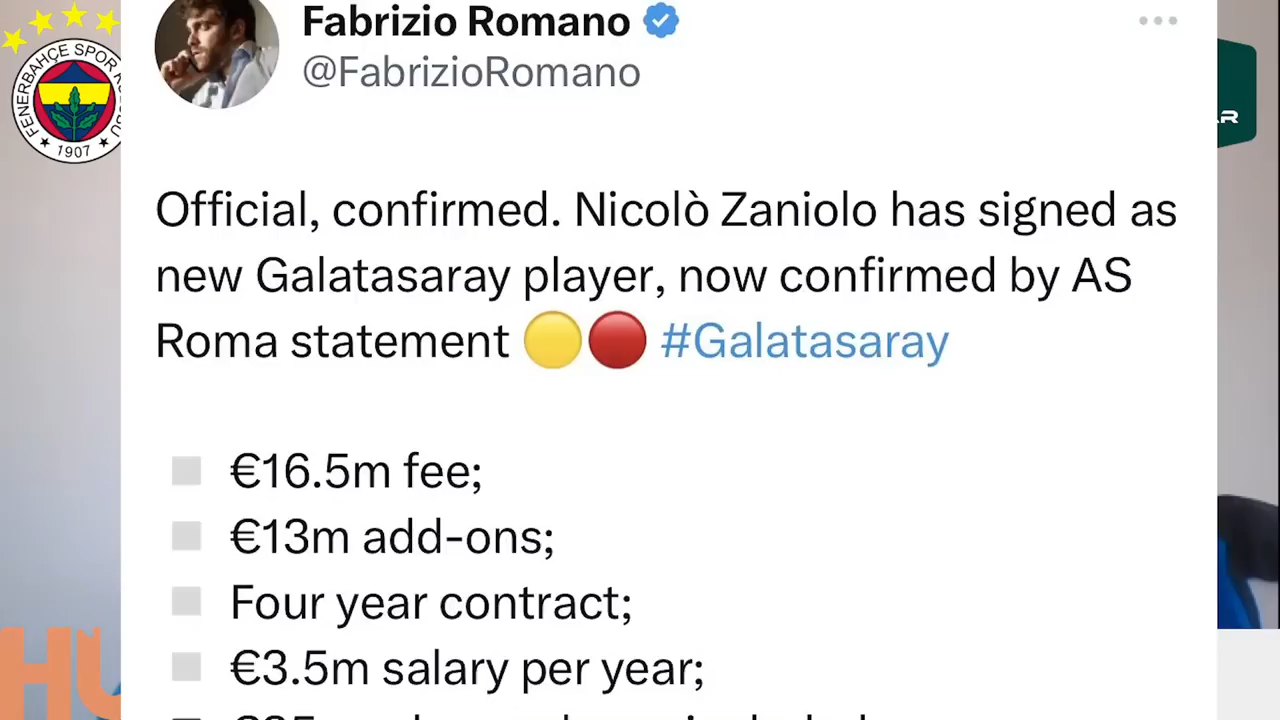 Fabrizio Romano
@FabrizioRomano
FENERBAHÇE SPOR
1907
Official, confirmed. Nicolò Zaniolo has signed as
new Galatasaray player, now confirmed by AS
Roma statement 🟡🔴 #Galatasaray
◽ €16.5m fee;
◽ €13m add-ons;
◽ Four year contract;
◽ €3.5m salary per year;